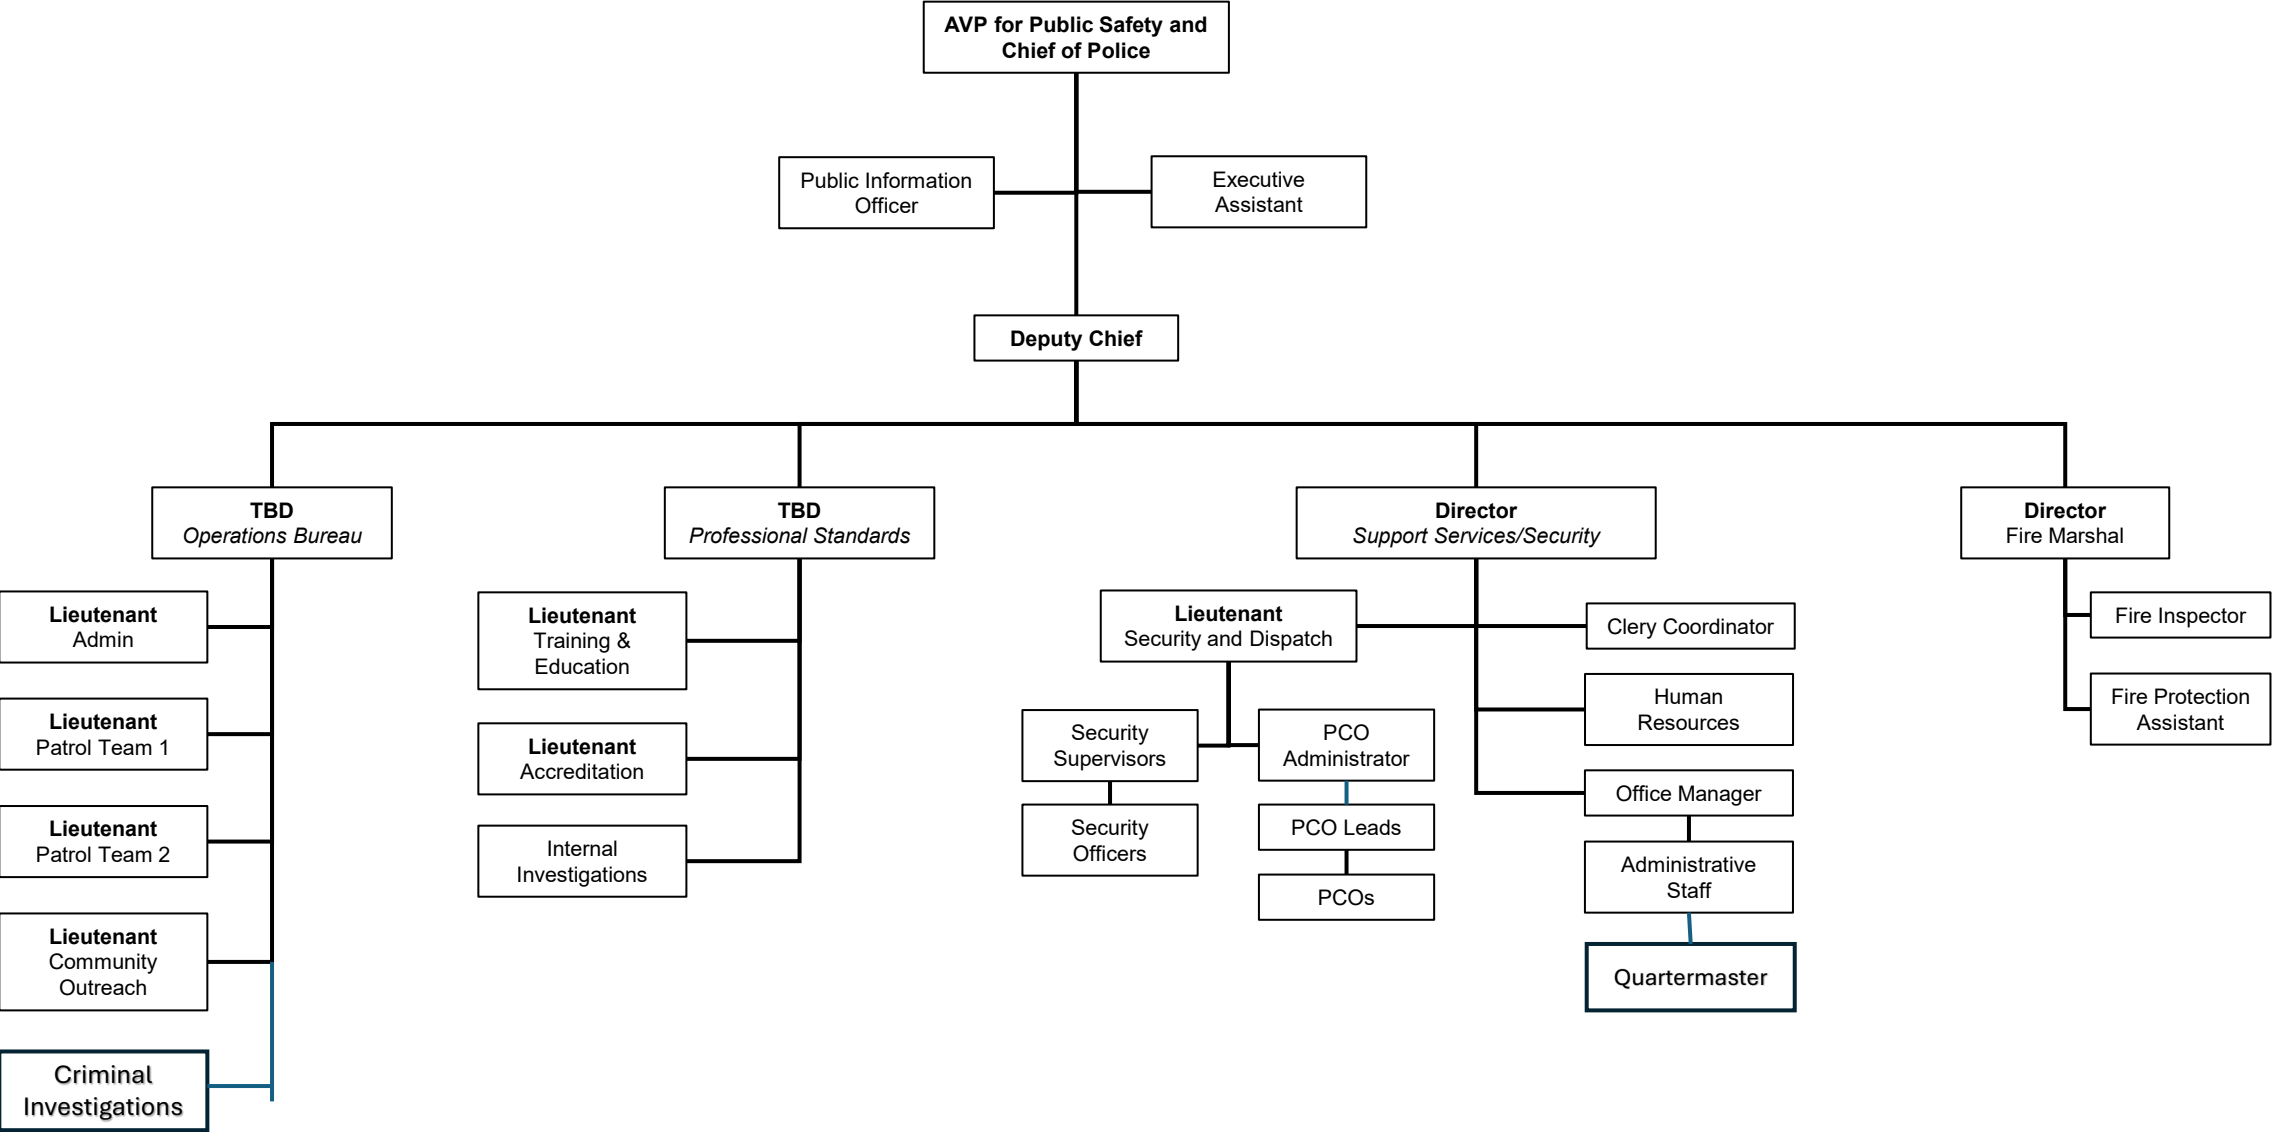 AVP for Public Safety and
Chief of Police
Public Information
Officer
Executive
Assistant
Deputy Chief
TBD
Operations Bureau
TBD
Professional Standards
Director
Support Services/Security
Director
Fire Marshal
Lieutenant
Admin
Lieutenant
Patrol Team 1
Lieutenant
Patrol Team 2
Lieutenant
Community
Outreach
Criminal
Investigations
Lieutenant
Training &
Education
Lieutenant
Accreditation
Internal
Investigations
Lieutenant
Security and Dispatch
Security
Supervisors
Security
Officers
PCO
Administrator
PCO Leads
PCOs
Clery Coordinator
Human
Resources
Office Manager
Administrative
Staff
Quartermaster
Fire Inspector
Fire Protection
Assistant